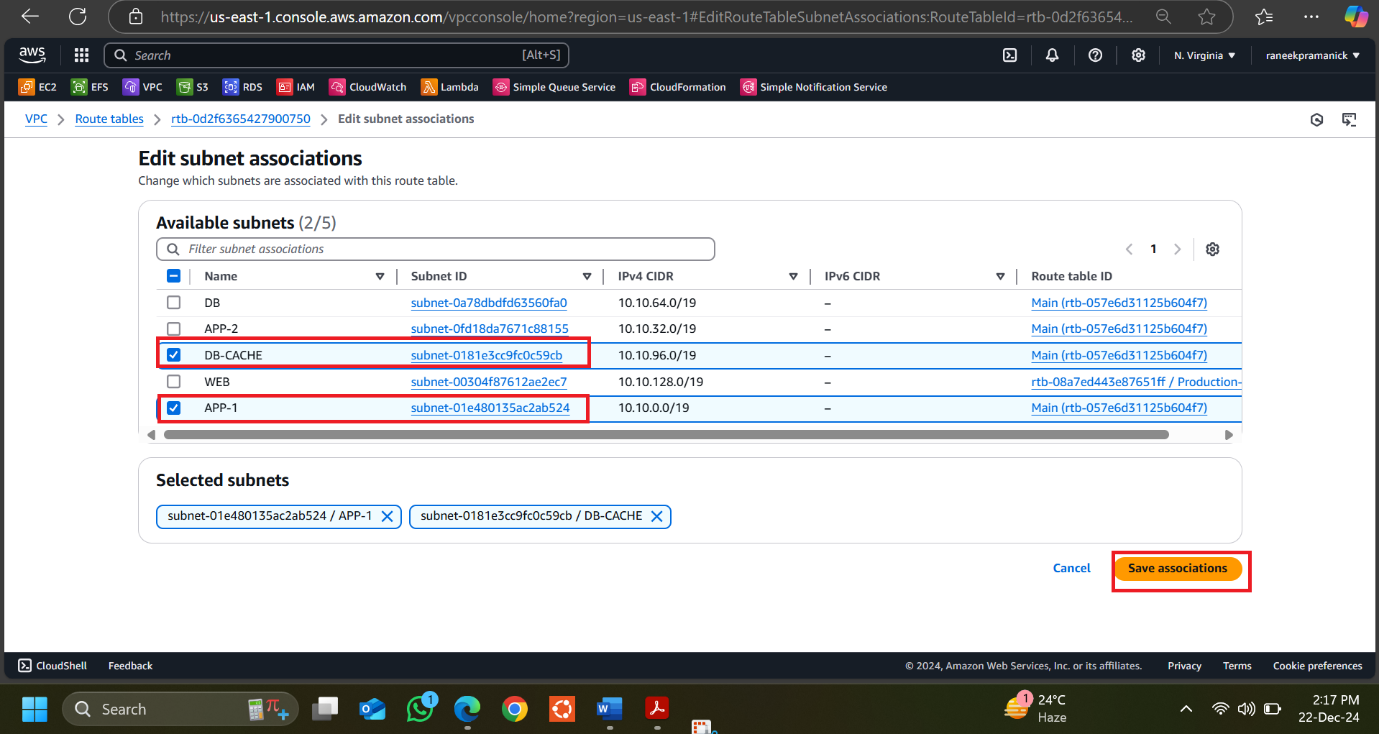 https://us-east-1.console.aws.amazon.com/vpcconsole/home?region=us-east-1#EditRouteTableSubnetAssociations:RouteTableId=rtb-0d2f63654...
aws Search [Alt+S] N. Virginia raneekpramanick
EC2 EFS VPC S3 RDS IAM CloudWatch Lambda Simple Queue Service CloudFormation Simple Notification Service
VPC Route tables rtb-0d2f6365427900750 Edit subnet associations
Edit subnet associations
Change which subnets are associated with this route table.
Available subnets (2/5)
Filter subnet associations 1
Name Subnet ID IPv4 CIDR IPv6 CIDR Route table ID
DB subnet-0a78dbdfd63560fa0 10.10.64.0/19 – Main (rtb-057e6d31125b604f7)
APP-2 subnet-0fd18da7671c88155 10.10.32.0/19 – Main (rtb-057e6d31125b604f7)
DB-CACHE subnet-0181e3cc9fc0c59cb 10.10.96.0/19 – Main (rtb-057e6d31125b604f7)
WEB subnet-00304f87612ae2ec7 10.10.128.0/19 – rtb-08a7ed443e87651ff / Production-
APP-1 subnet-01e480135ac2ab524 10.10.0.0/19 – Main (rtb-057e6d31125b604f7)
Selected subnets
subnet-01e480135ac2ab524 / APP-1 subnet-0181e3cc9fc0c59cb / DB-CACHE
Cancel Save associations
CloudShell Feedback © 2024, Amazon Web Services, Inc. or its affiliates. Privacy Terms Cookie preferences
Search 1 1 24°C 2:17 PM
Haze 22-Dec-24